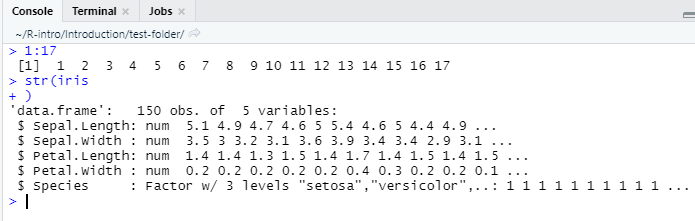 Console Terminal × Jobs ×
~/R-intro/Introduction/test-folder/
> 1:17
[1] 1 2 3 4 5 6 7 8 9 10 11 12 13 14 15 16 17
> str(iris
+ )
'data.frame': 150 obs. of 5 variables:
$ Sepal.Length: num 5.1 4.9 4.7 4.6 5 5.4 4.6 5 4.4 4.9 ...
$ Sepal.Width : num 3.5 3 3.2 3.1 3.6 3.9 3.4 3.4 2.9 3.1 ...
$ Petal.Length: num 1.4 1.4 1.3 1.5 1.4 1.7 1.4 1.5 1.4 1.5 ...
$ Petal.Width : num 0.2 0.2 0.2 0.2 0.2 0.4 0.3 0.2 0.2 0.1 ...
$ Species : Factor w/ 3 levels "setosa","versicolor",..: 1 1 1 1 1 1 1 1 1 1 ...
>